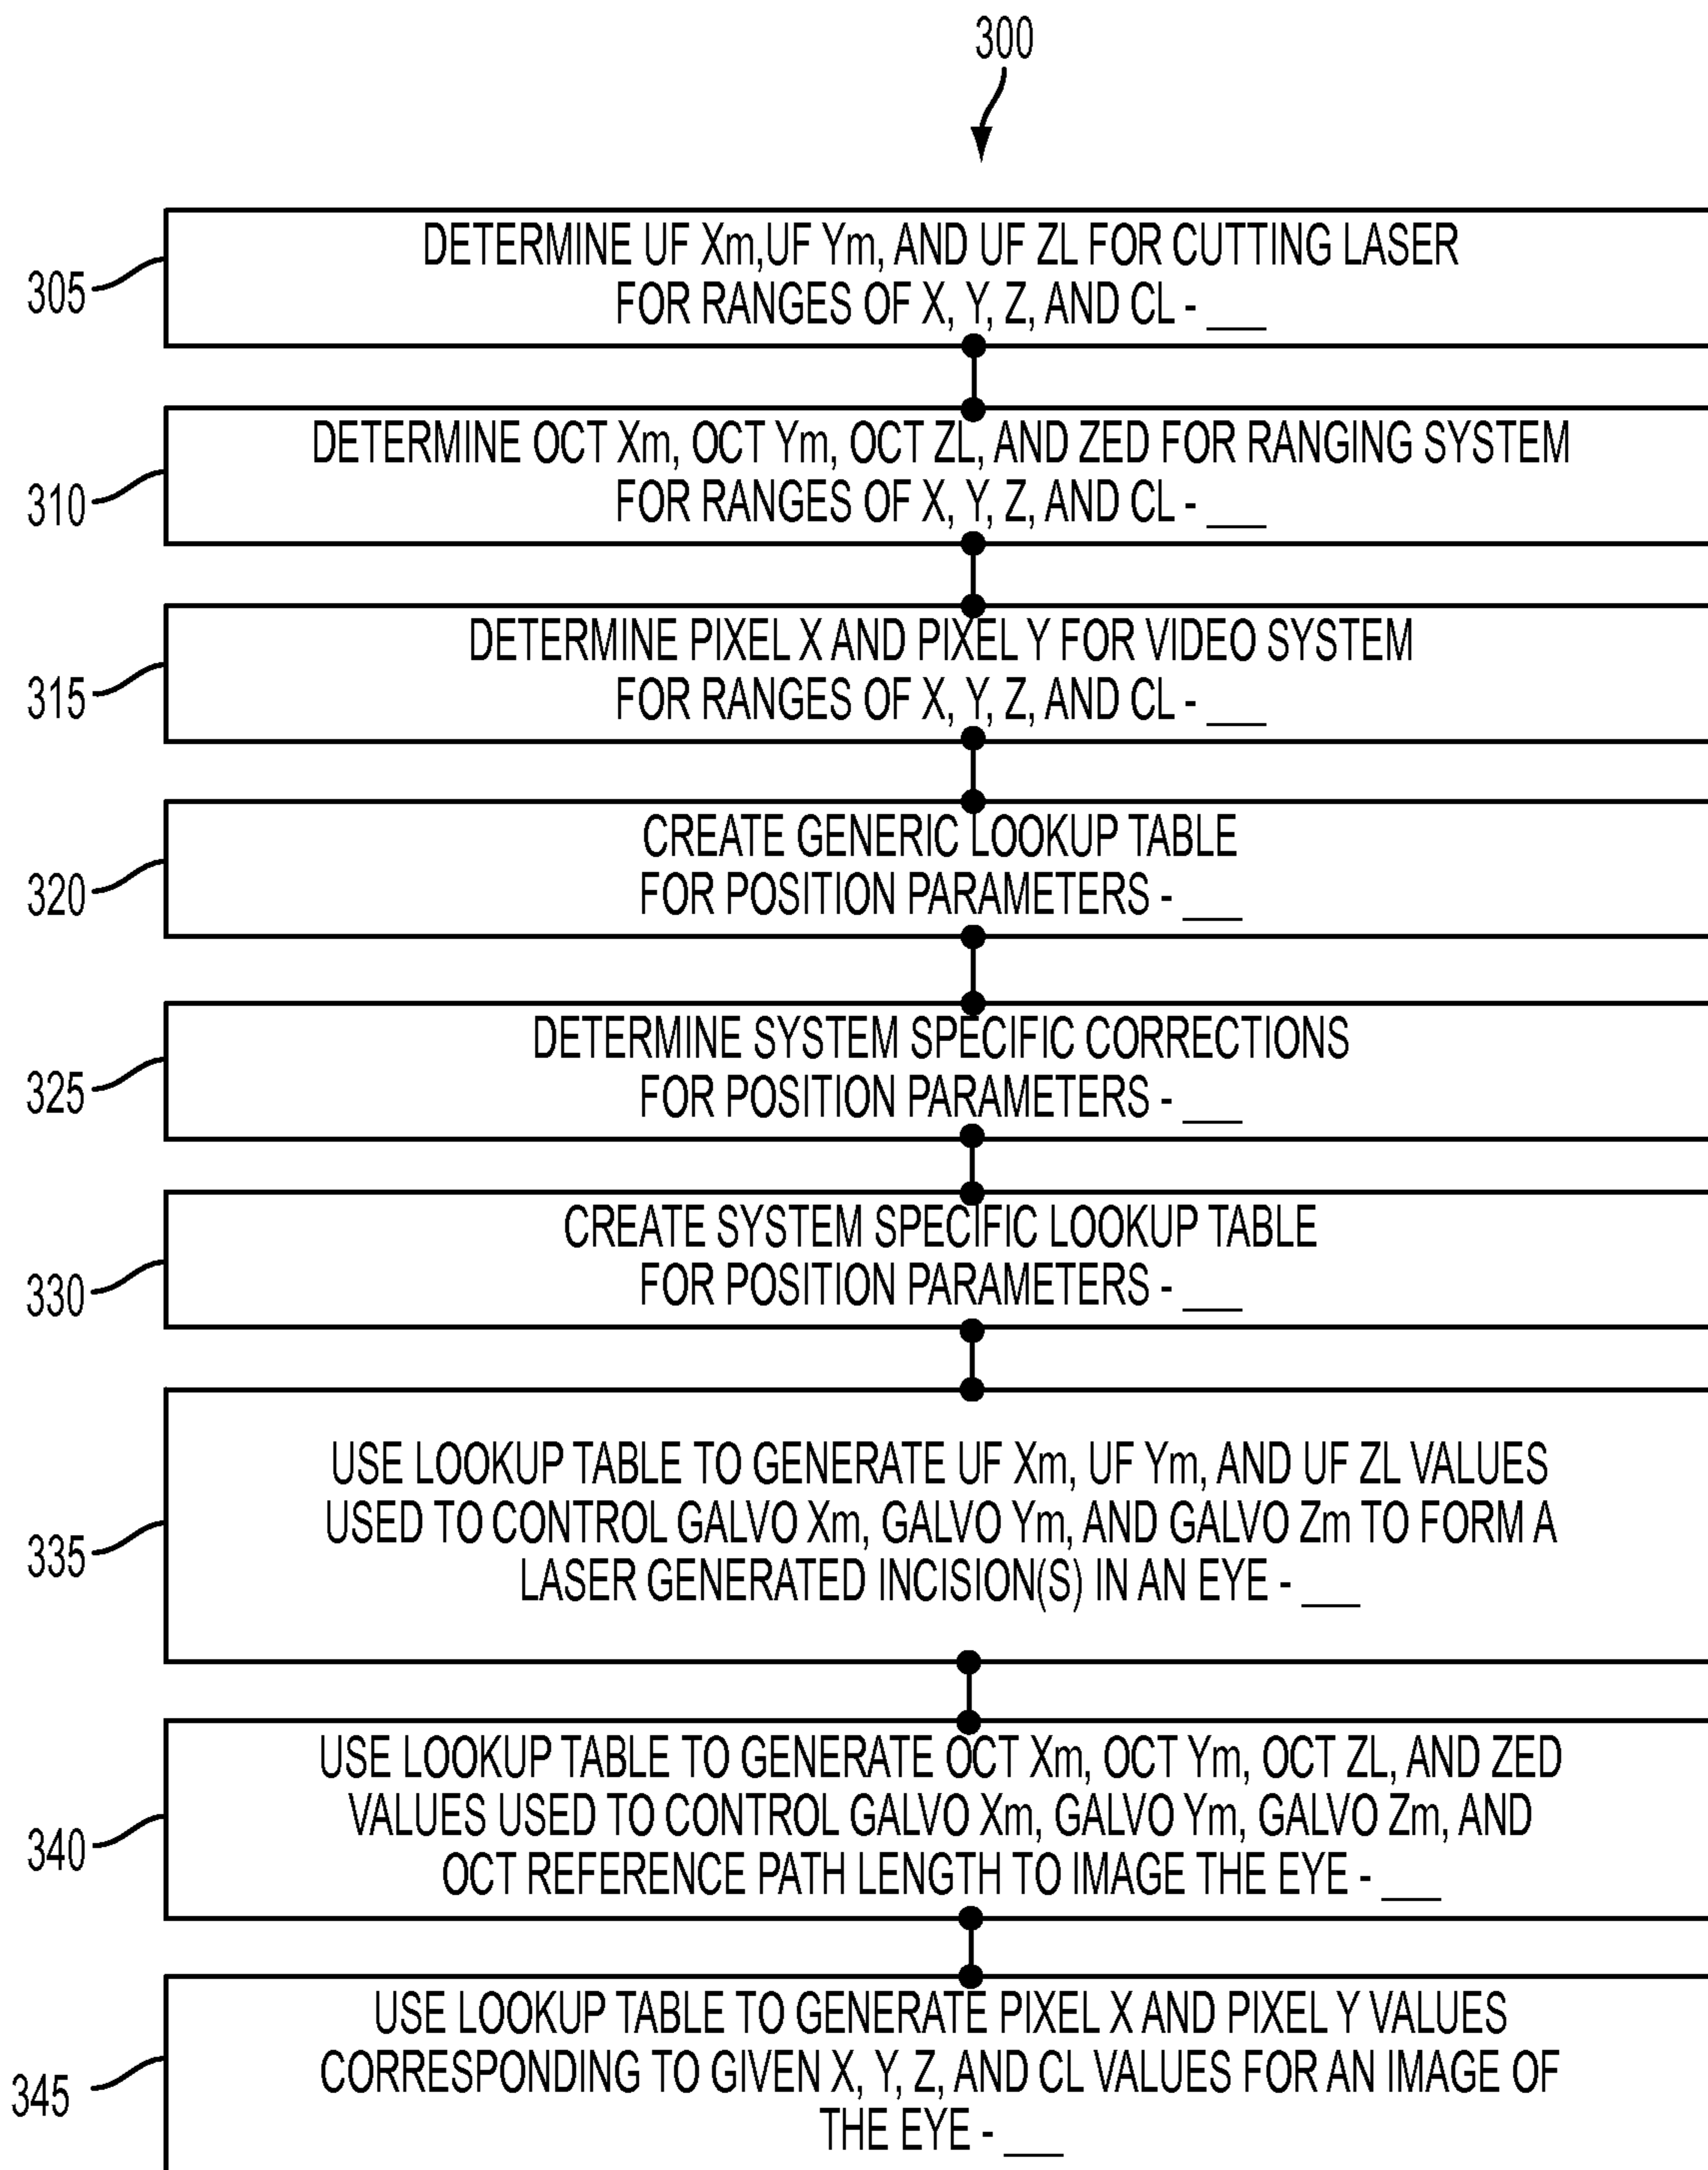 300
305
DETERMINE UF Xm,UF Ym, AND UF ZL FOR CUTTING LASER
FOR RANGES OF X, Y, Z, AND CL - ___
310
DETERMINE OCT Xm, OCT Ym, OCT ZL, AND ZED FOR RANGING SYSTEM
FOR RANGES OF X, Y, Z, AND CL - ___
315
DETERMINE PIXEL X AND PIXEL Y FOR VIDEO SYSTEM
FOR RANGES OF X, Y, Z, AND CL - ___
320
CREATE GENERIC LOOKUP TABLE
FOR POSITION PARAMETERS - ___
325
DETERMINE SYSTEM SPECIFIC CORRECTIONS
FOR POSITION PARAMETERS - ___
330
CREATE SYSTEM SPECIFIC LOOKUP TABLE
FOR POSITION PARAMETERS - ___
335
USE LOOKUP TABLE TO GENERATE UF Xm, UF Ym, AND UF ZL VALUES
USED TO CONTROL GALVO Xm, GALVO Ym, AND GALVO Zm TO FORM A
LASER GENERATED INCISION(S) IN AN EYE - ___
340
USE LOOKUP TABLE TO GENERATE OCT Xm, OCT Ym, OCT ZL, AND ZED
VALUES USED TO CONTROL GALVO Xm, GALVO Ym, GALVO Zm, AND
OCT REFERENCE PATH LENGTH TO IMAGE THE EYE - ___
345
USE LOOKUP TABLE TO GENERATE PIXEL X AND PIXEL Y VALUES
CORRESPONDING TO GIVEN X, Y, Z, AND CL VALUES FOR AN IMAGE OF
THE EYE - ___